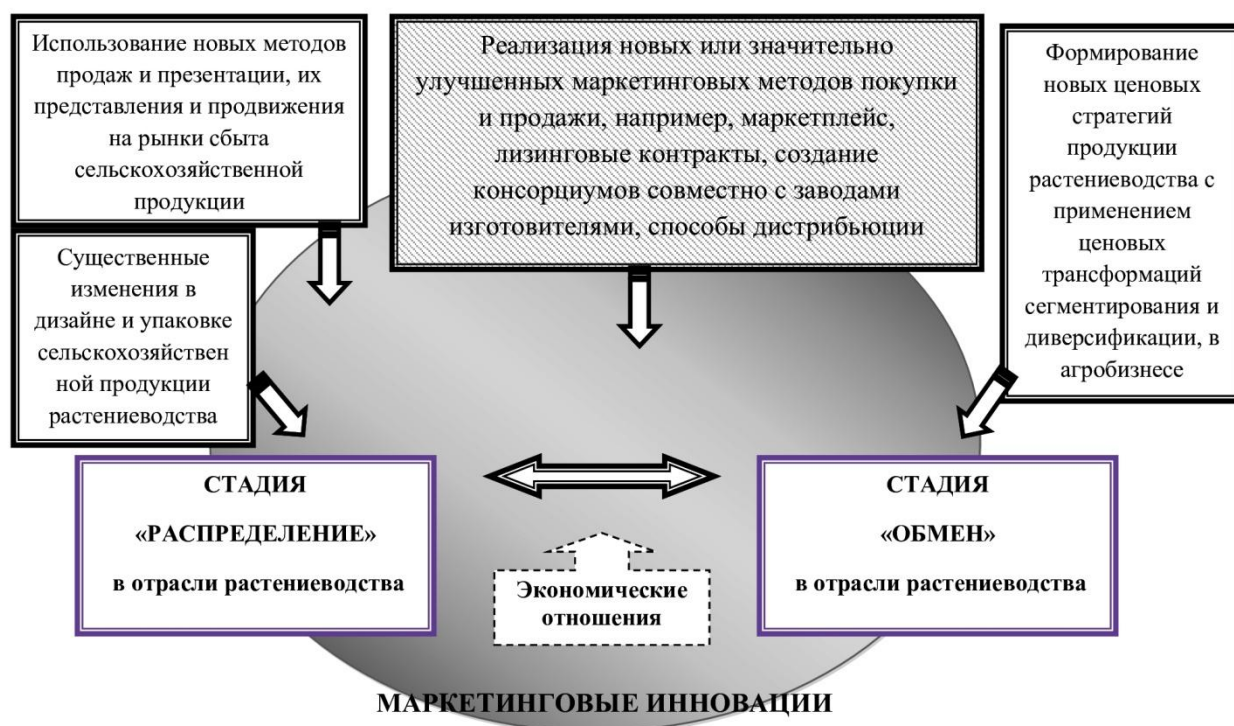 Использование новых методов
продаж и презентации, их
представления и продвижения
на рынки сбыта
сельскохозяйственной
продукции
Реализация новых или значительно
улучшенных маркетинговых методов покупки
и продажи, например, маркетплейс,
лизинговые контракты, создание
консорциумов совместно с заводами
изготовителями, способы дистрибьюции
Формирование
новых ценовых
стратегий
продукции
растениеводства с
применением
ценовых
трансформаций
сегментирования и
диверсификации, в
агробизнесе
Существенные
изменения в
дизайне и упаковке
сельскохозяйствен
ной продукции
растениеводства
СТАДИЯ
«РАСПРЕДЕЛЕНИЕ»
в отрасли растениеводства
СТАДИЯ
«ОБМЕН»
в отрасли растениеводства
Экономические
отношения
МАРКЕТИНГОВЫЕ ИННОВАЦИИ